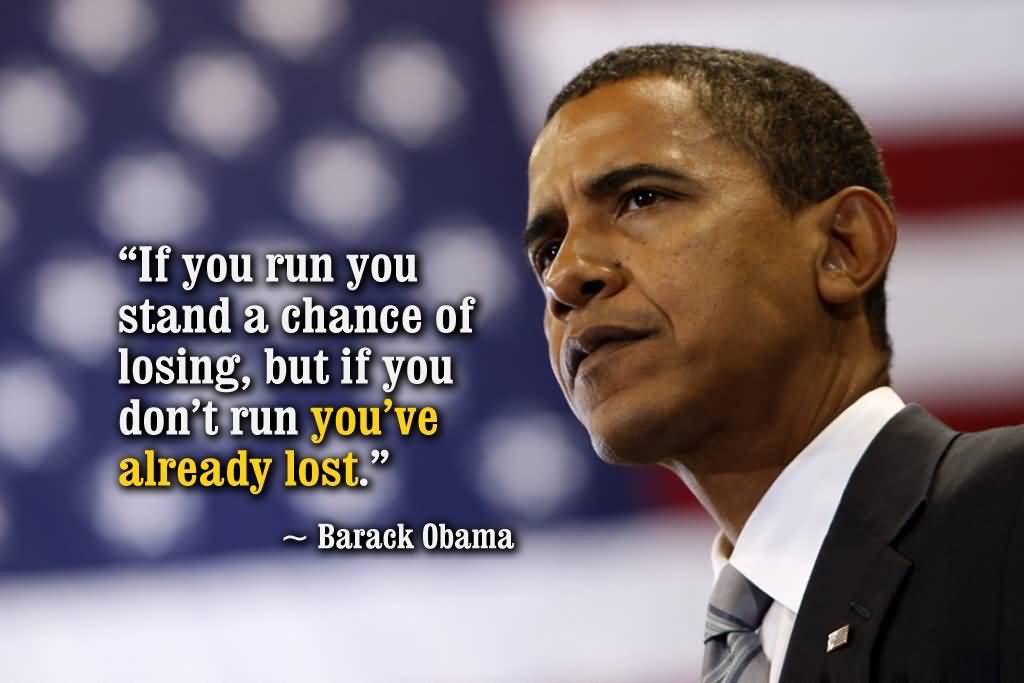 “If you run you
stand a chance of
losing, but if you
don’t run you’ve
already lost.”
~ Barack Obama